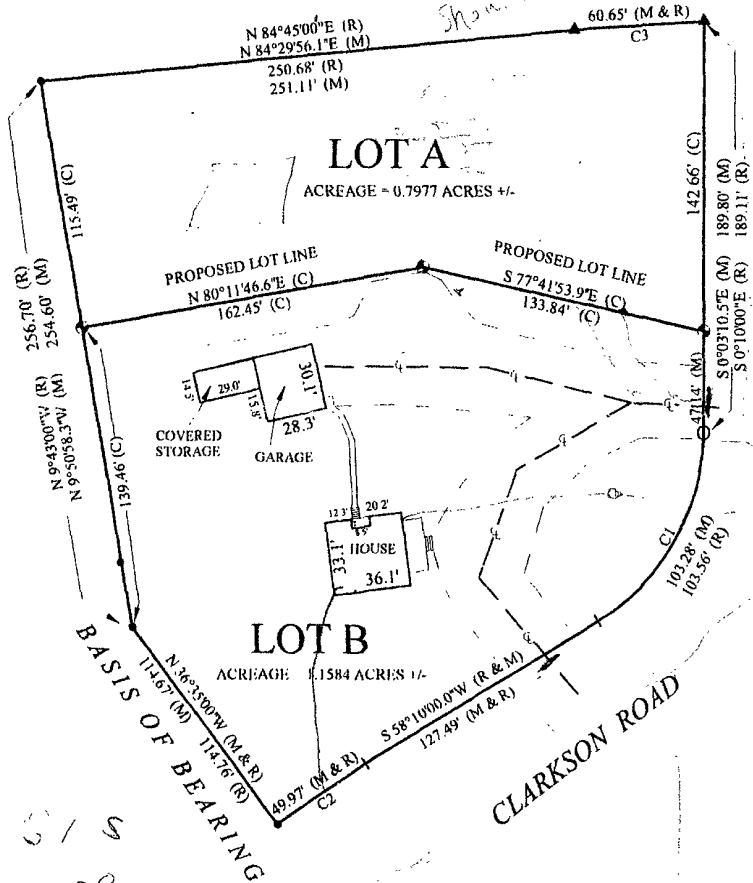 Show
60.65' (M & R)
C3
N 84°45'00"E (R)
N 84°29'56.1"E (M)
250.68' (R)
251.11' (M)
LOT A
ACREAGE = 0.7977 ACRES +/-
115.49' (C)
142.66' (C)
189.80' (M)
189.11' (R)
S 0°03'10.5"E (M)
S 0°10'00"E (R)
256.70' (R)
254.60' (M)
N 9°43'00"W (R)
N 9°50'58.3"W (M)
PROPOSED LOT LINE
N 80°11'46.6"E (C)
162.45' (C)
PROPOSED LOT LINE
S 77°41'53.9"E (C)
133.84' (C)
47.14' (M)
139.46' (C)
14.5'
29.0'
15.8'
30.1'
28.3'
COVERED
STORAGE
GARAGE
12.3'
20.2'
HOUSE
33.1'
36.1'
C1
103.28' (M)
103.56' (R)
LOT B
ACREAGE 1.1584 ACRES +/-
N 36°35'00"W (M & R)
114.67' (M)
114.76' (R)
S 58°10'00.0"W (R & M)
127.49' (M & R)
49.97' (M & R)
C2
BASIS OF BEARING
CLARKSON ROAD